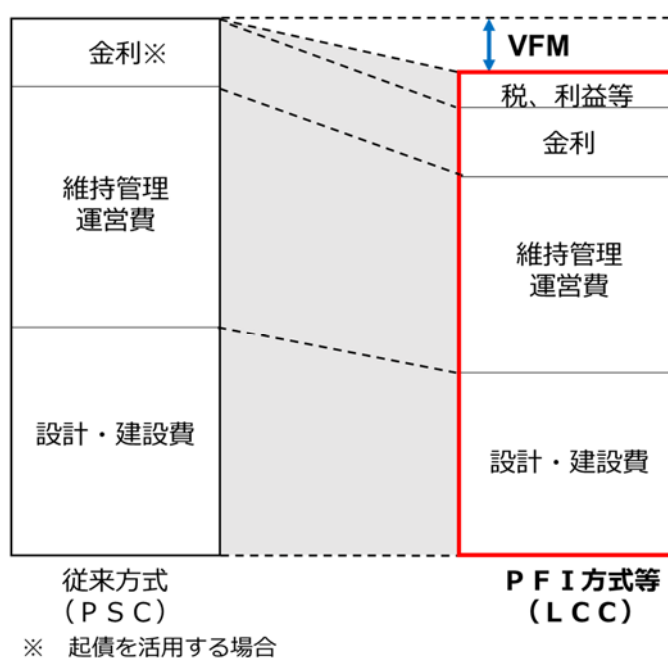 金利※
維持管理
運営費
設計・建設費
従来方式
（ＰＳＣ）
※　起債を活用する場合
VFM
税、利益等
金利
維持管理
運営費
設計・建設費
ＰＦＩ方式等
（ＬＣＣ）